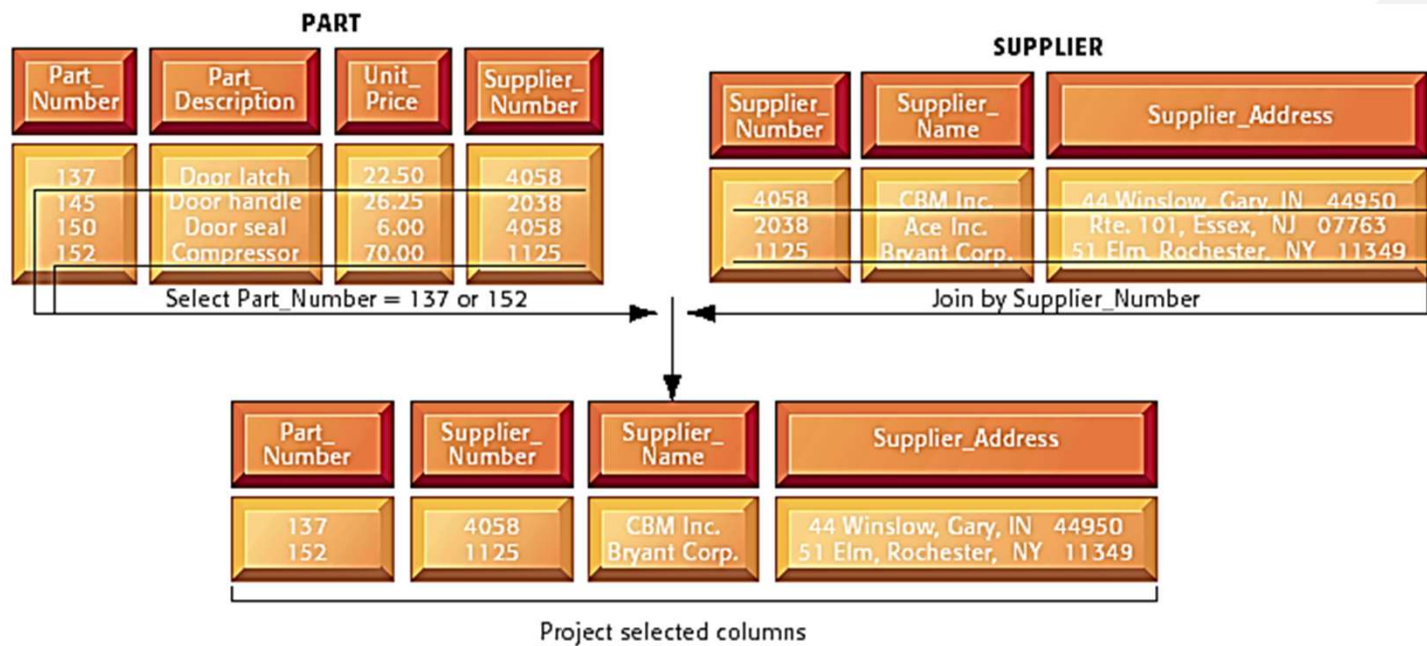 PART
Part_ Number Part_ Description Unit_ Price Supplier_ Number
137 Door latch 22.50 4058
145 Door handle 26.25 2038
150 Door seal 6.00 4058
152 Compressor 70.00 1125
Select Part_Number = 137 or 152
SUPPLIER
Supplier_ Number Supplier_ Name Supplier_Address
4058 CBM Inc. 44 Winslow, Gary, IN 44950
2038 Ace Inc. Rte. 101, Essex, NJ 07763
1125 Bryant Corp. 51 Elm, Rochester, NY 11349
Join by Supplier_Number
Part_ Number Supplier_ Number Supplier_ Name Supplier_Address
137 4058 CBM Inc. 44 Winslow, Gary, IN 44950
152 1125 Bryant Corp. 51 Elm, Rochester, NY 11349
Project selected columns